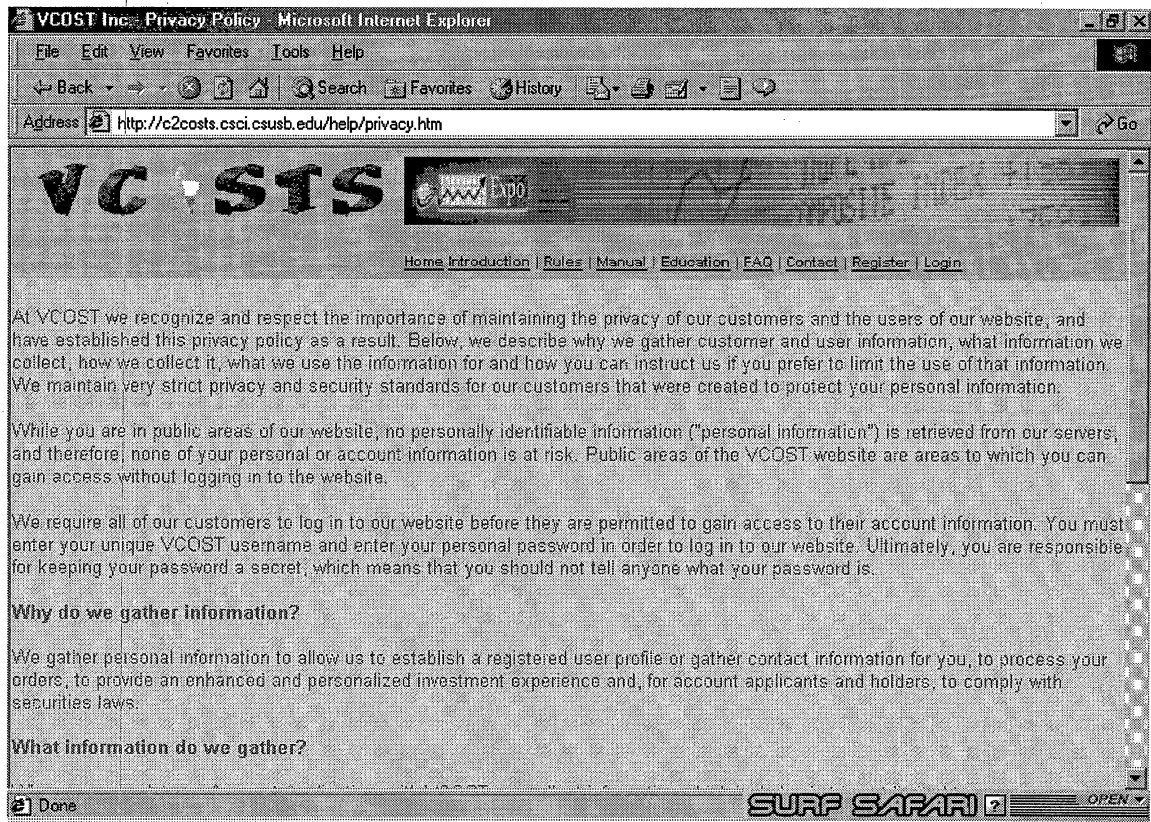 VCOST Inc. - Privacy Policy - Microsoft Internet Explorer
File Edit View Favorites Tools Help
Back Search Favorites History
Address http://c2costs.csci.csusb.edu/help/privacy.htm Go
VC STS Expo
Home Introduction | Rules | Manual | Education | FAQ | Contact | Register | Login
At VCOST we recognize and respect the importance of maintaining the privacy of our customers and the users of our website, and
have established this privacy policy as a result. Below, we describe why we gather customer and user information, what information we
collect, how we collect it, what we use the information for and how you can instruct us if you prefer to limit the use of that information.
We maintain very strict privacy and security standards for our customers that were created to protect your personal information.
While you are in public areas of our website, no personally identifiable information ("personal information") is retrieved from our servers,
and therefore, none of your personal or account information is at risk. Public areas of the VCOST website are areas to which you can
gain access without logging in to the website.
We require all of our customers to log in to our website before they are permitted to gain access to their account information. You must
enter your unique VCOST username and enter your personal password in order to log in to our website. Ultimately, you are responsible
for keeping your password a secret, which means that you should not tell anyone what your password is.
Why do we gather information?
We gather personal information to allow us to establish a registered user profile or gather contact information for you, to process your
orders, to provide an enhanced and personalized investment experience and, for account applicants and holders, to comply with
securities laws.
What information do we gather?
Done SURF SAFARI ? OPEN